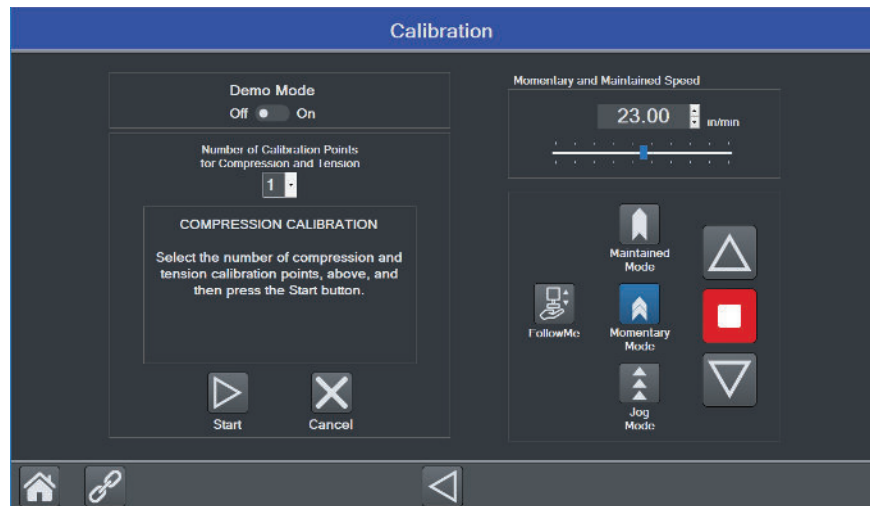 Calibration
Demo Mode
Off On
Number of Calibration Points
for Compression and Tension
1
COMPRESSION CALIBRATION
Select the number of compression and
tension calibration points, above, and
then press the Start button.
Start Cancel
Momentary and Maintained Speed
23.00 in/min
Maintained
Mode
FollowMe
Momentary
Mode
Jog
Mode